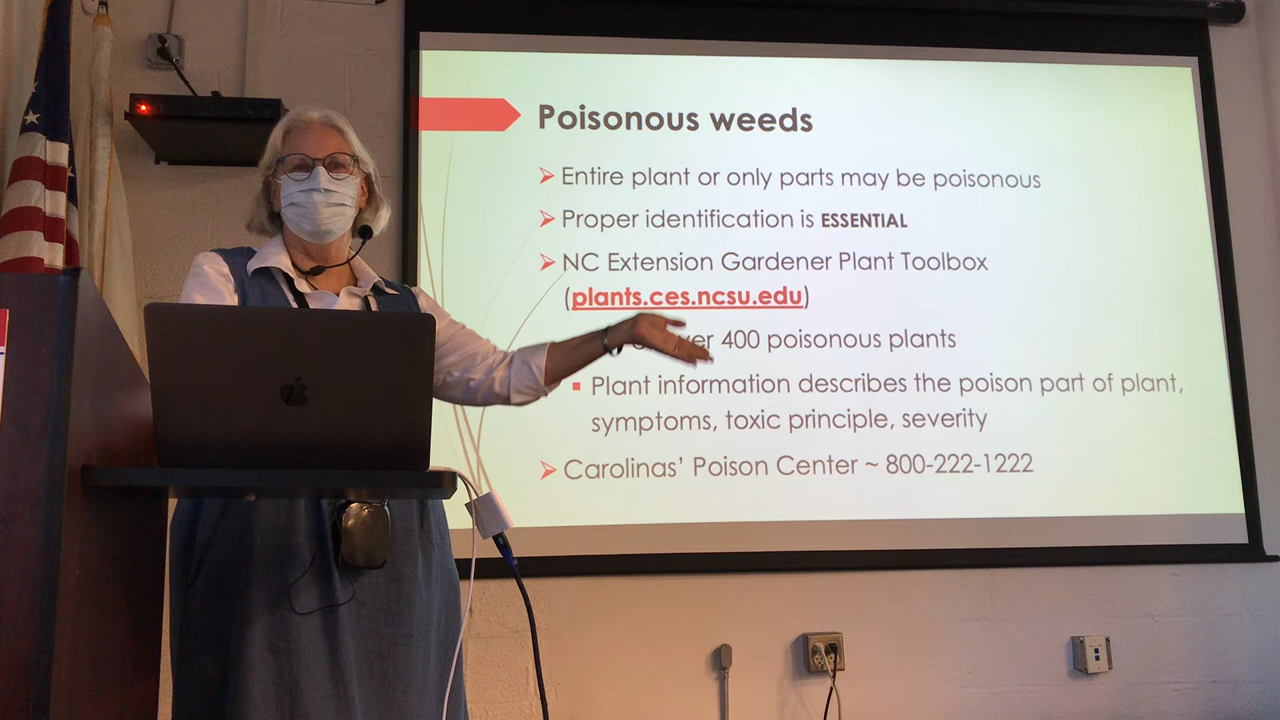 Poisonous weeds
Entire plant or only parts may be poisonous
Proper identification is ESSENTIAL
NC Extension Gardener Plant Toolbox
(plants.ces.ncsu.edu)
400 poisonous plants
Plant information describes the poison part of plant,
symptoms, toxic principle, severity
Carolinas' Poison Center ~ 800-222-1222